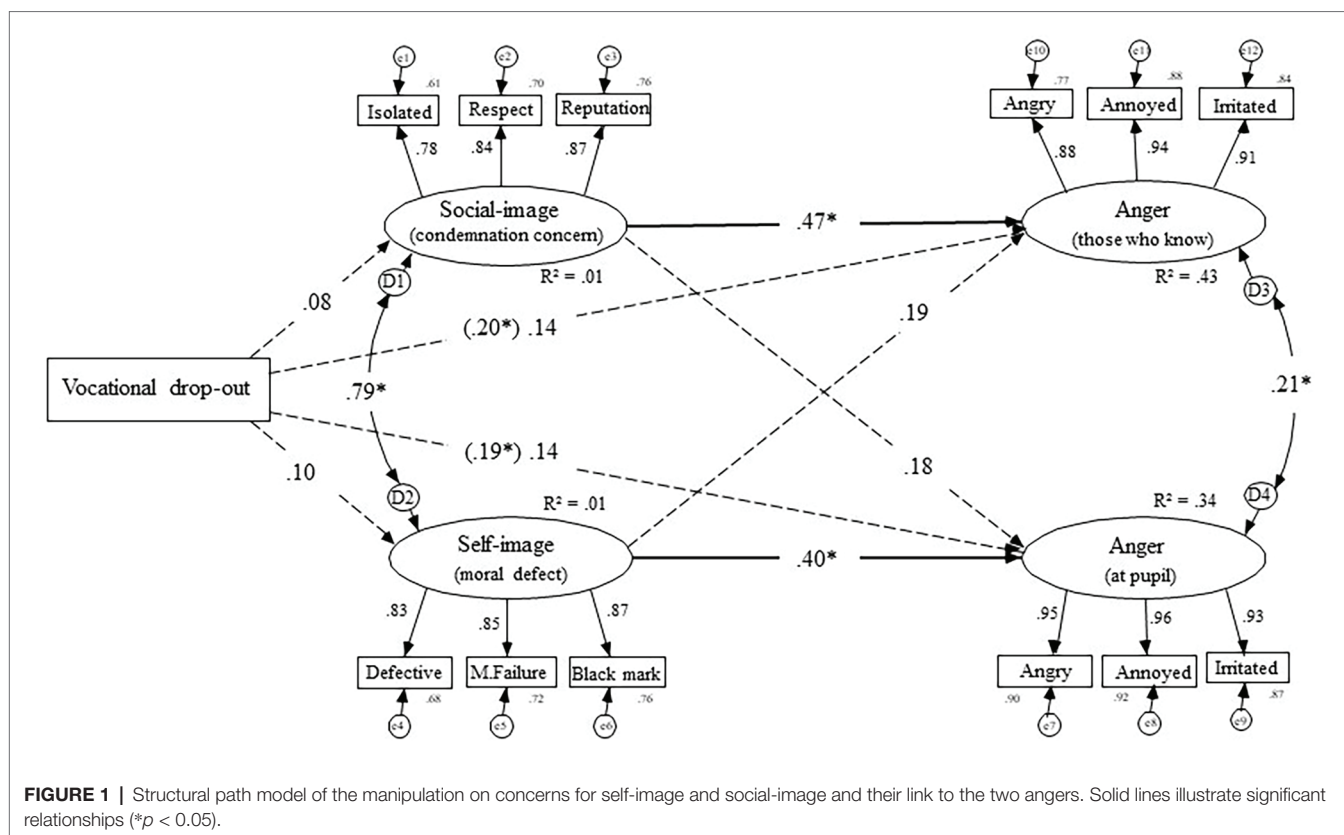 e1 e2 e3 e10 e11 e12
.61 .70 .76 .77 .88 .84
Isolated Respect Reputation Angry Annoyed Irritated
.78 .84 .87 .88 .94 .91
Social-image Anger
(condemnation concern) .47* (those who know)
R² = .01 R² = .43
D1 D3
.08 .19
(.20*) .14
Vocational drop-out .79* .21*
(.19*) .14
.10 .18
D2 R² = .01 R² = .34 D4
Self-image Anger
(moral defect) .40* (at pupil)
.83 .85 .87 .95 .96 .93
Defective M.Failure Black mark Angry Annoyed Irritated
.68 .72 .76 .90 .92 .87
e4 e5 e6 e7 e8 e9
FIGURE 1 | Structural path model of the manipulation on concerns for self-image and social-image and their link to the two angers. Solid lines illustrate significant
relationships (*p < 0.05).